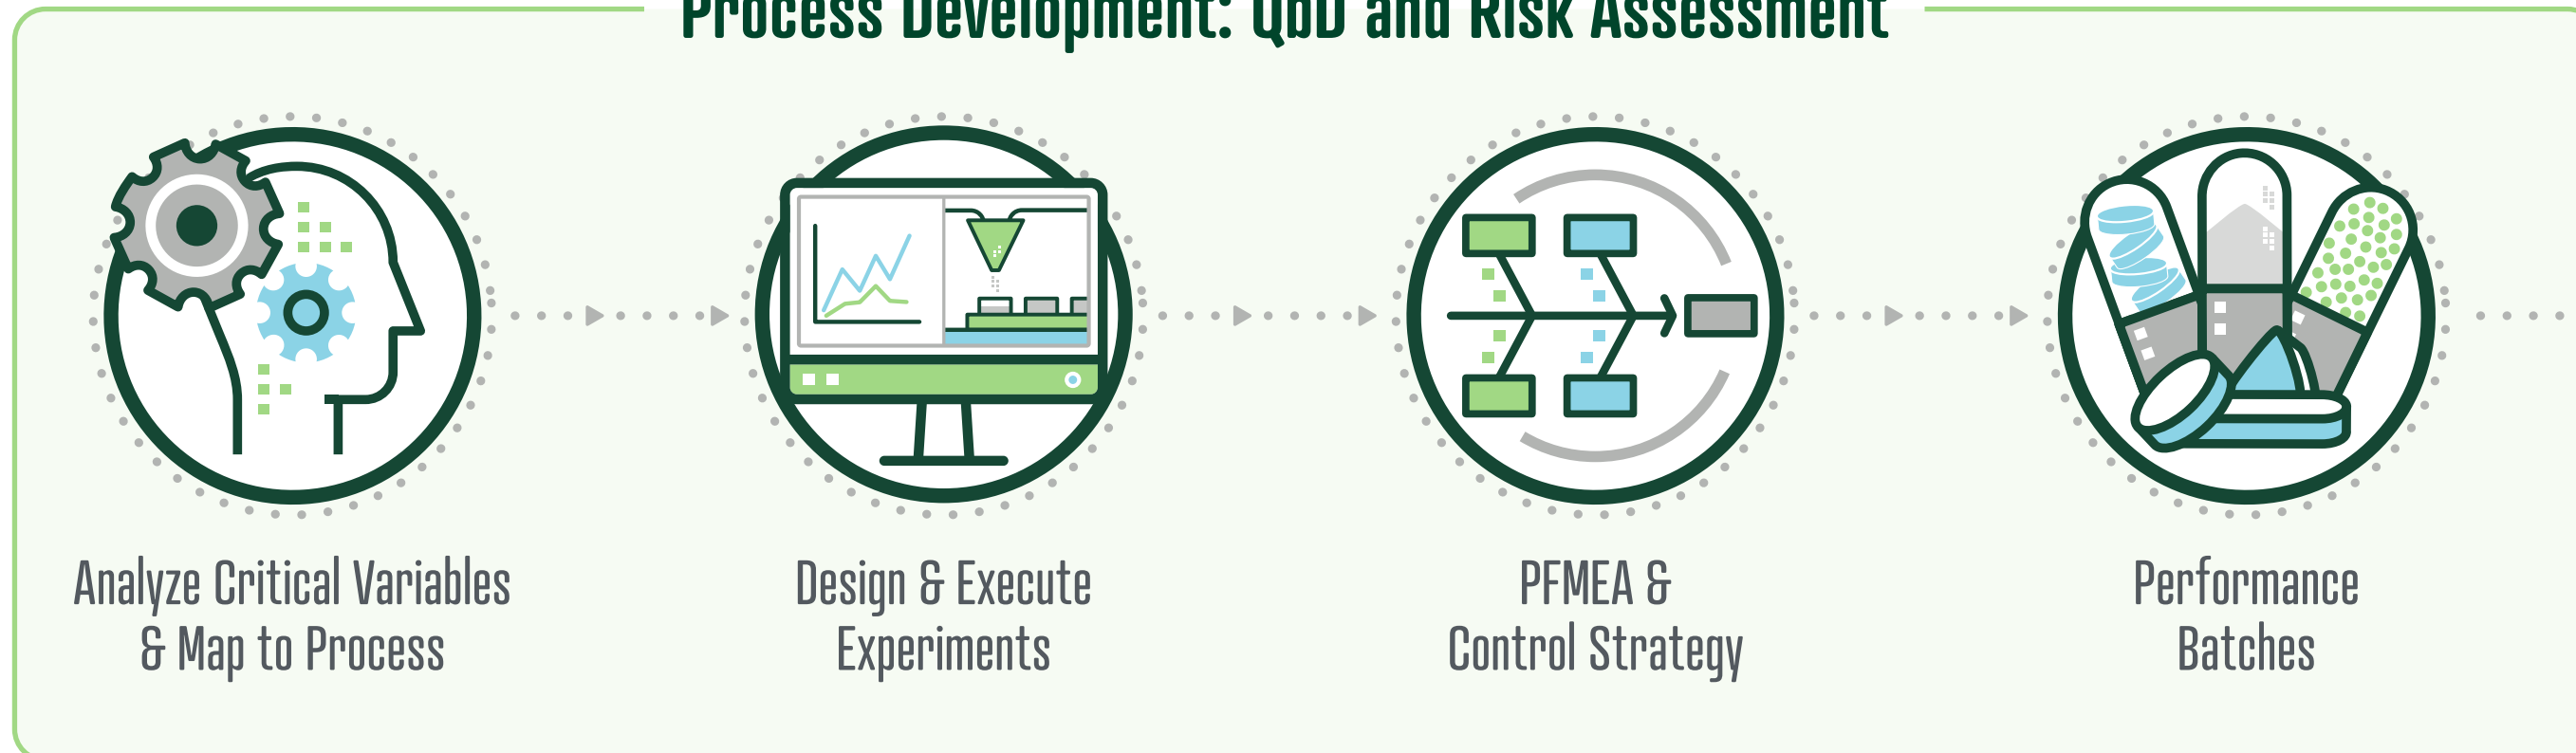 Process Development: QbD and Risk Assessment
Analyze Critical Variables
& Map to Process
Design & Execute
Experiments
PFMEA &
Control Strategy
Performance
Batches